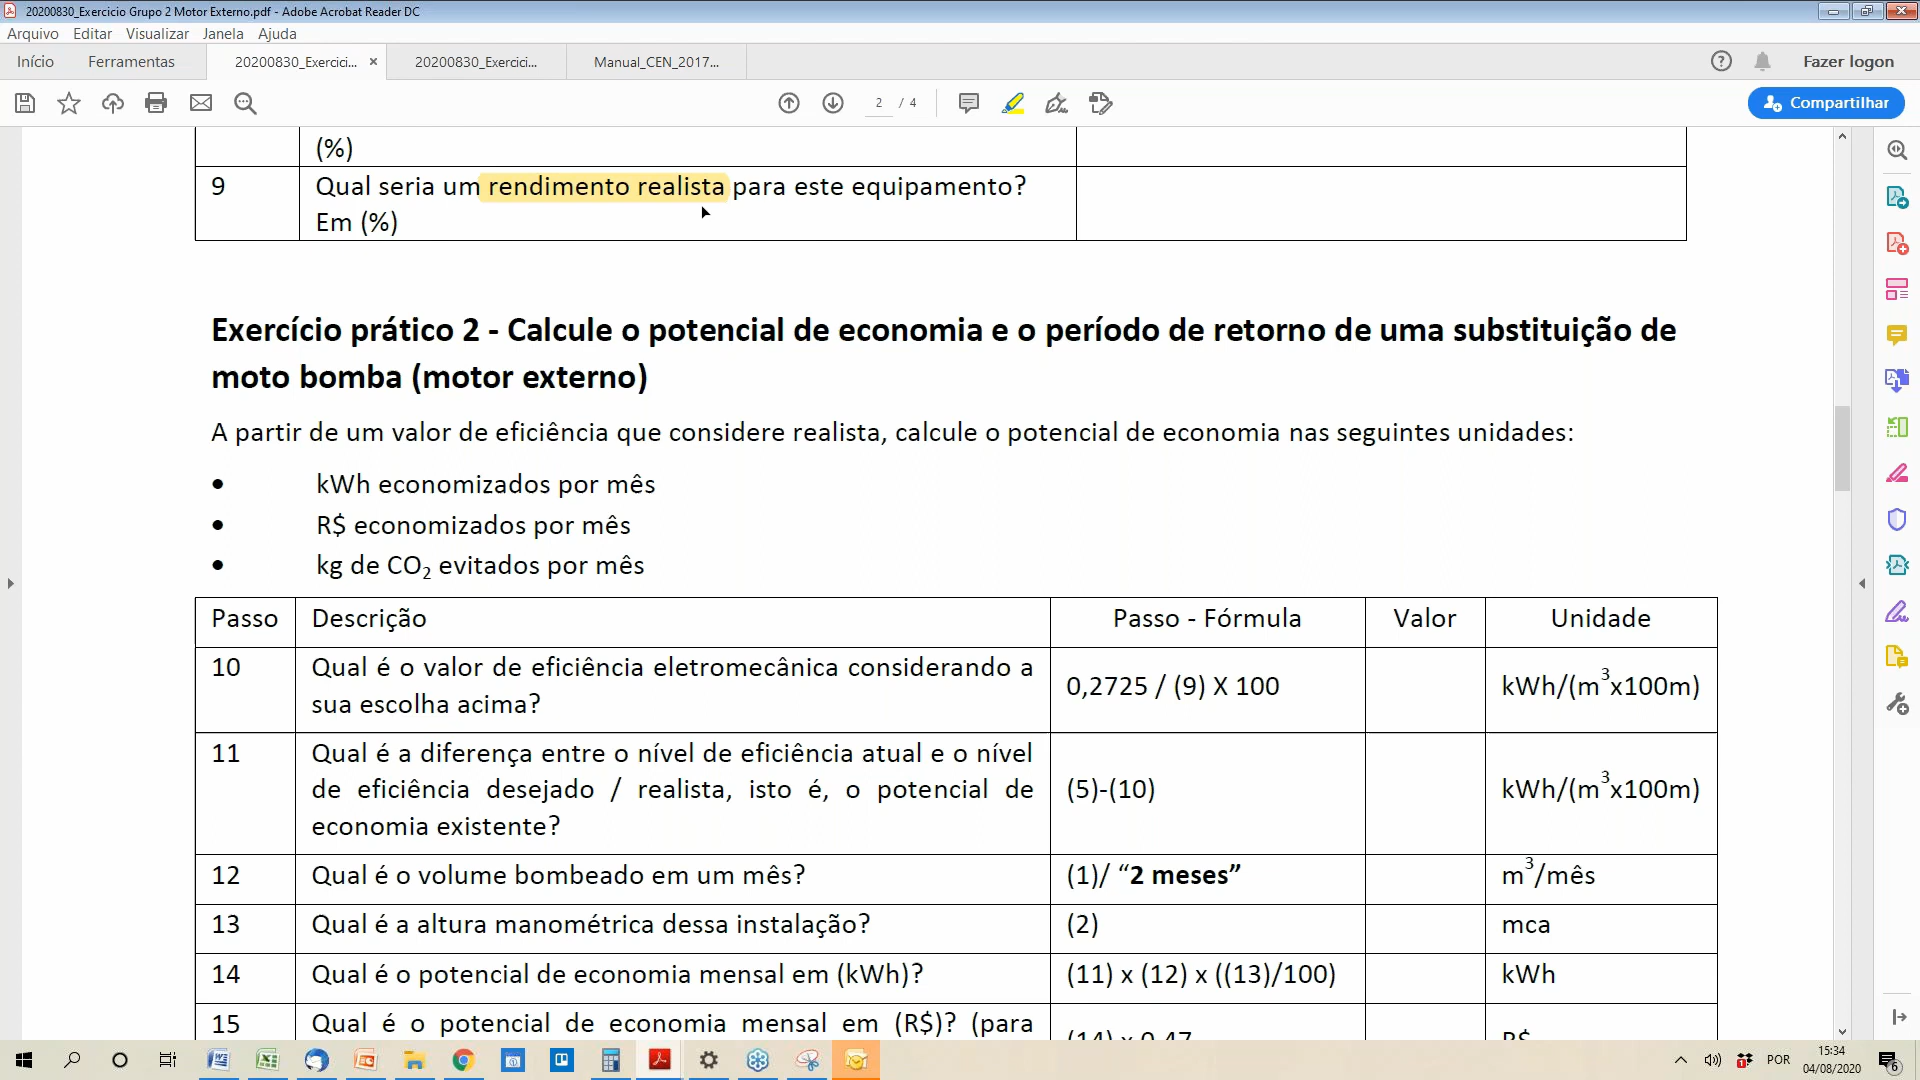 20200830_Exercicio Grupo 2 Motor Externo.pdf - Adobe Acrobat Reader DC
Arquivo Editar Visualizar Janela Ajuda
Início Ferramentas 20200830_Exercici... × 20200830_Exercici... Manual_CEN_2017... Fazer logon
2 / 4 Compartilhar
(%)
9 Qual seria um rendimento realista para este equipamento?
Em (%)
Exercício prático 2 - Calcule o potencial de economia e o período de retorno de uma substituição de
moto bomba (motor externo)
A partir de um valor de eficiência que considere realista, calcule o potencial de economia nas seguintes unidades:
• kWh economizados por mês
• R$ economizados por mês
• kg de CO₂ evitados por mês
Passo Descrição Passo - Fórmula Valor Unidade
10 Qual é o valor de eficiência eletromecânica considerando a
sua escolha acima? 0,2725 / (9) X 100 kWh/(m³x100m)
11 Qual é a diferença entre o nível de eficiência atual e o nível
de eficiência desejado / realista, isto é, o potencial de
economia existente? (5)-(10) kWh/(m³x100m)
12 Qual é o volume bombeado em um mês? (1)/ “2 meses” m³/mês
13 Qual é a altura manométrica dessa instalação? (2) mca
14 Qual é o potencial de economia mensal em (kWh)? (11) x (12) x ((13)/100) kWh
15 Qual é o potencial de economia mensal em (R$)? (para
(14) x 0,47 R$
POR 15:34
04/08/2020 6